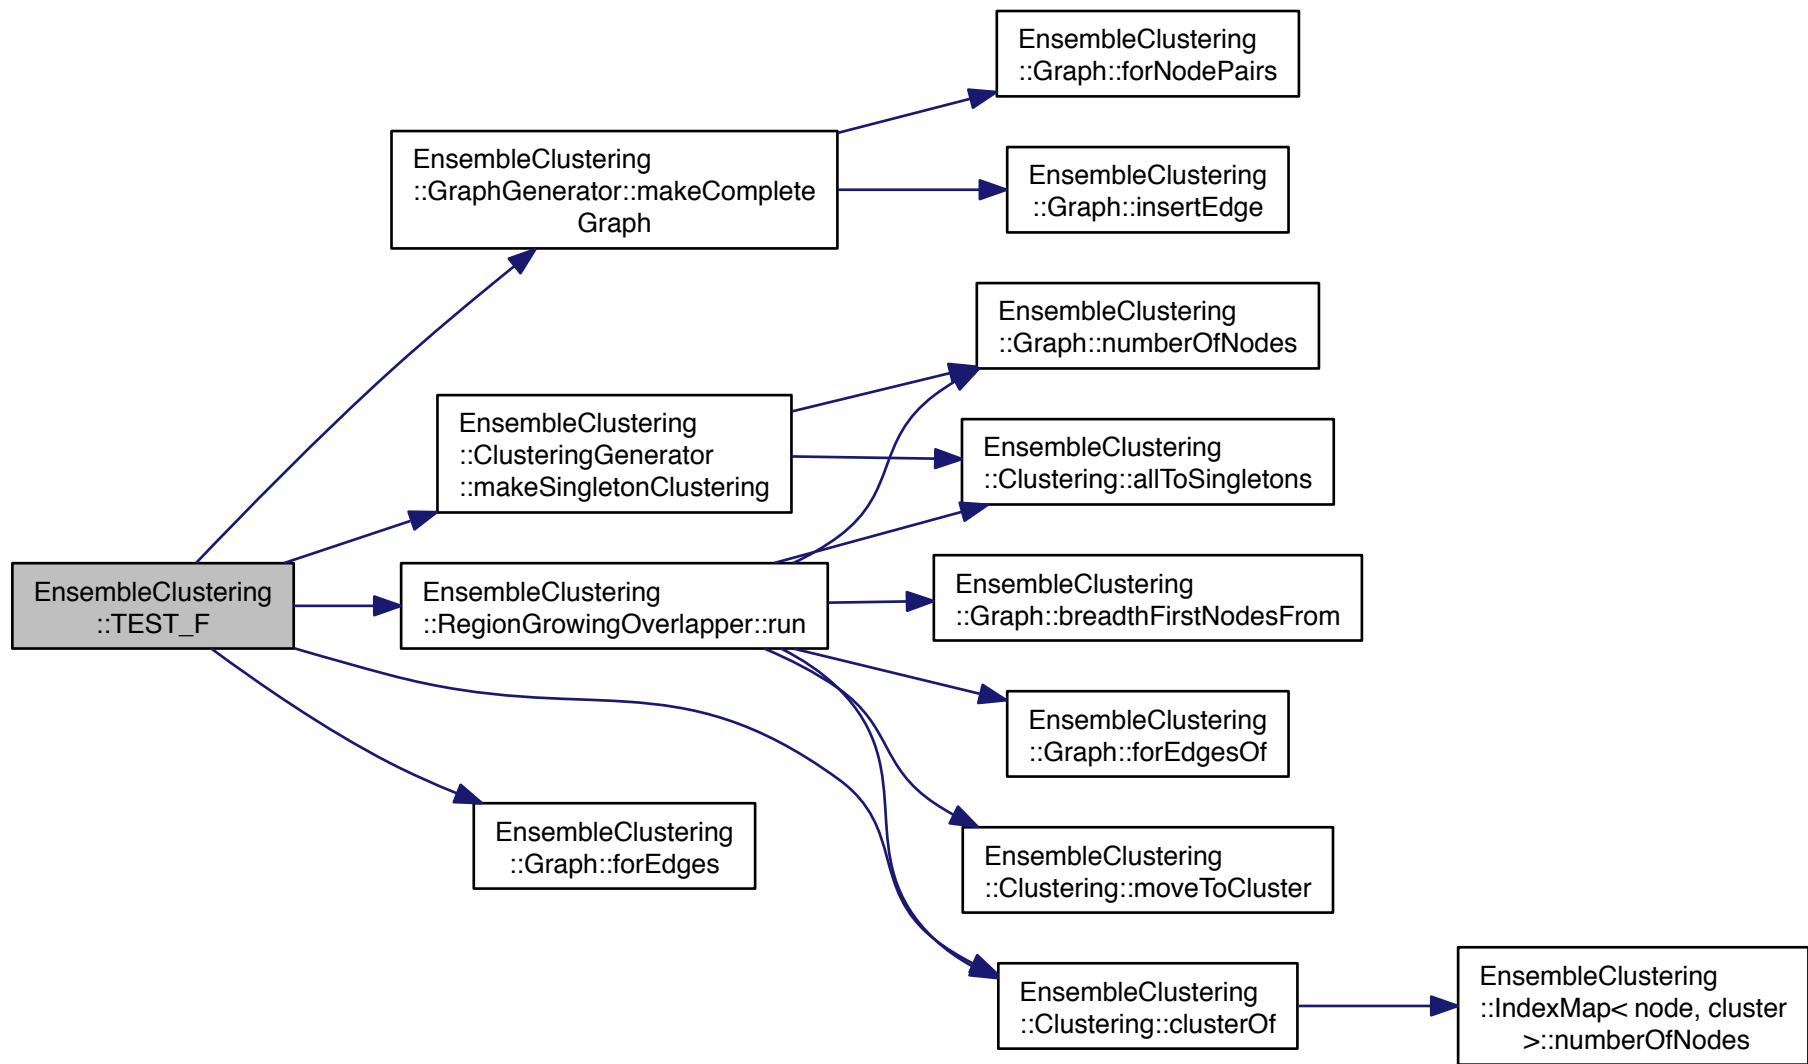 EnsembleClustering
::Graph::forNodePairs
EnsembleClustering
::GraphGenerator::makeComplete
Graph
EnsembleClustering
::Graph::insertEdge
EnsembleClustering
::Graph::numberOfNodes
EnsembleClustering
::ClusteringGenerator
::makeSingletonClustering
EnsembleClustering
::Clustering::allToSingletons
EnsembleClustering
::TEST_F
EnsembleClustering
::RegionGrowingOverlapper::run
EnsembleClustering
::Graph::breadthFirstNodesFrom
EnsembleClustering
::Graph::forEdgesOf
EnsembleClustering
::Graph::forEdges
EnsembleClustering
::Clustering::moveToCluster
EnsembleClustering
::Clustering::clusterOf
EnsembleClustering
::IndexMap< node, cluster
>::numberOfNodes